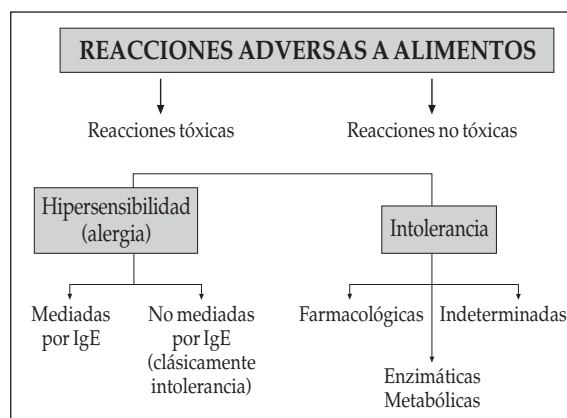 REACCIONES ADVERSAS A ALIMENTOS
Reacciones tóxicas
Reacciones no tóxicas
Hipersensibilidad
(alergia)
Intolerancia
Mediadas
por IgE
No mediadas
por IgE
(clásicamente
intolerancia)
Farmacológicas
Indeterminadas
Enzimáticas
Metabólicas